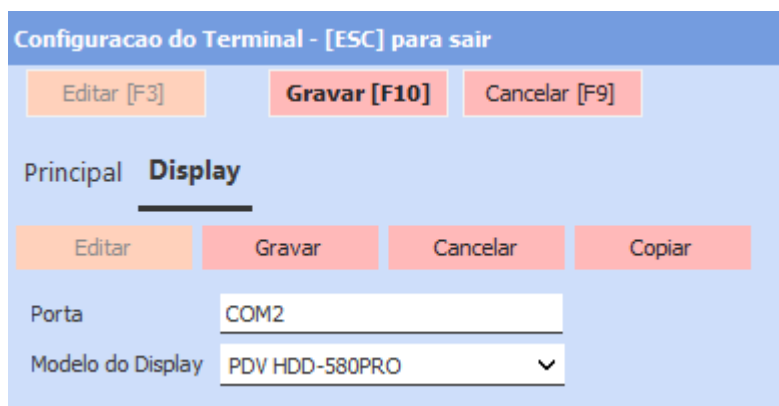 Configuracao do Terminal - [ESC] para sair
Editar [F3] Gravar [F10] Cancelar [F9]
Principal Display
Editar Gravar Cancelar Copiar
Porta COM2
Modelo do Display PDV HDD-580PRO